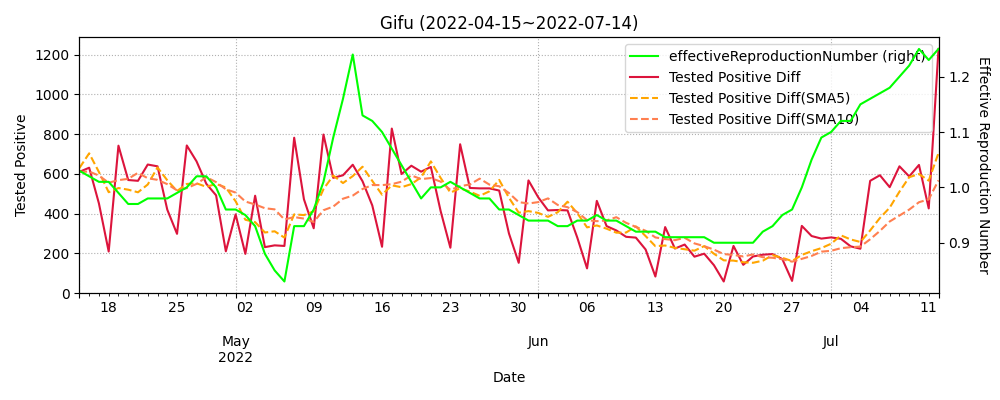 Gifu (2022-04-15~2022-07-14)
effectiveReproductionNumber (right)
Tested Positive Diff
Tested Positive Diff(SMA5)
Tested Positive Diff(SMA10)
Tested Positive
1200
1000
800
600
400
200
0
Effective Reproduction Number
1.2
1.1
1.0
0.9
18 25 02 09 16 23 30 06 13 20 27 04 11
May Jun Jul
2022
Date